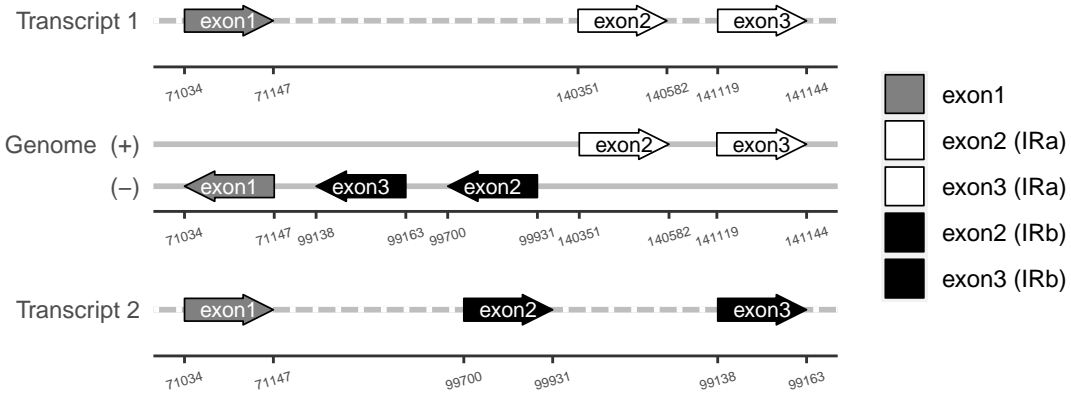 Transcript 1 exon1 exon2 exon3
71034 71147 140351 140582 141119 141144
Genome (+) exon2 exon3
(−) exon1 exon3 exon2
71034 71147 99138 99163 99700 99931 140351 140582 141119 141144
Transcript 2 exon1 exon2 exon3
71034 71147 99700 99931 99138 99163
exon1
exon2 (IRa)
exon3 (IRa)
exon2 (IRb)
exon3 (IRb)